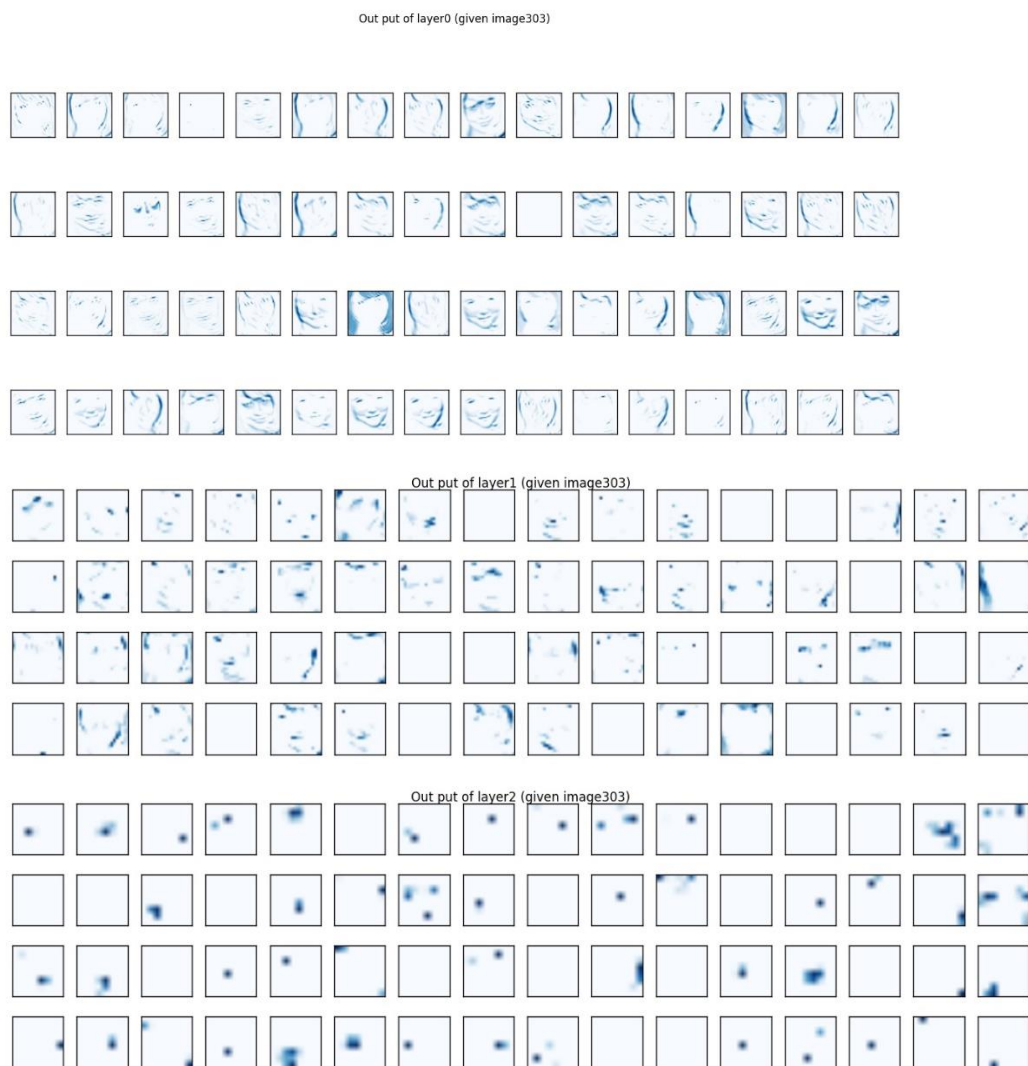 Out put of layer0 (given image303)
Out put of layer1 (given image303)
Out put of layer2 (given image303)